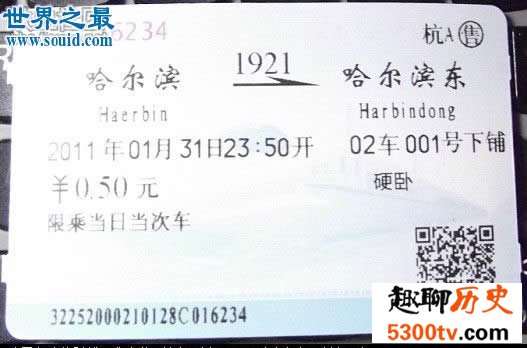 世界之最
www.souid.com
6234
杭A 售
哈尔滨 1921 哈尔滨东
Haerbin Harbindong
2011年01月31日23:50开 02车001号下铺
￥0.50元 硬卧
限乘当日当次车
32252000210128C016234
趣聊历史
5300tv.com